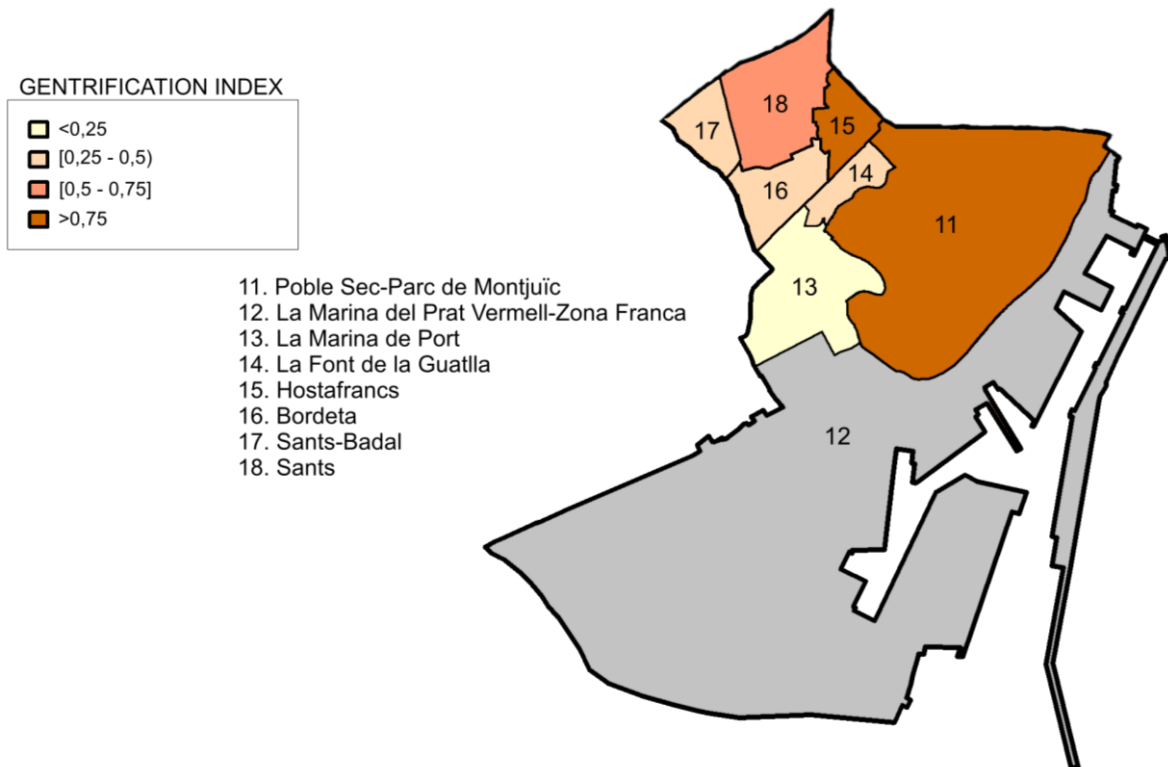 GENTRIFICATION INDEX
<0,25
[0,25 - 0,5)
[0,5 - 0,75]
>0,75
11. Poble Sec-Parc de Montjuïc
12. La Marina del Prat Vermell-Zona Franca
13. La Marina de Port
14. La Font de la Guatlla
15. Hostafrancs
16. Bordeta
17. Sants-Badal
18. Sants
18
17
15
16
14
11
13
12